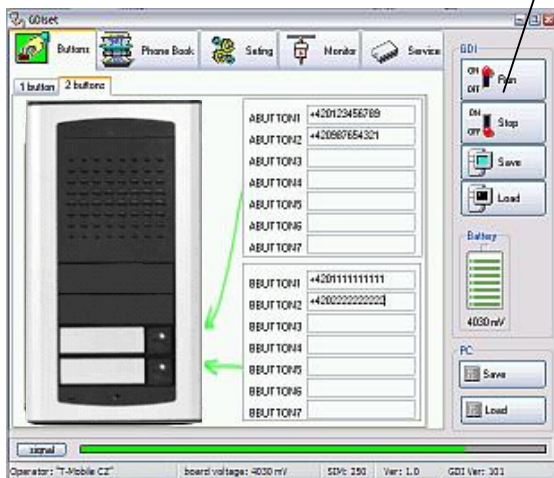 GDIset
Buttons Phone Book Seting Monitor Service
1 button 2 buttons
ABUTTON1 +420123456789
ABUTTON2 +420987654321
ABUTTON3
ABUTTON4
ABUTTON5
ABUTTON6
ABUTTON7
BBUTTON1 +4201111111111
BBUTTON2 +4202222222222
BBUTTON3
BBUTTON4
BBUTTON5
BBUTTON6
BBUTTON7
GDI
ON OFF Run
ON OFF Stop
Save
Load
Battery
4030 mV
PC
Save
Load
signal
Operator: "T-Mobile CZ" board voltage: 4030 mV SIM: 250 Ver: 1.0 GDI Ver: 101